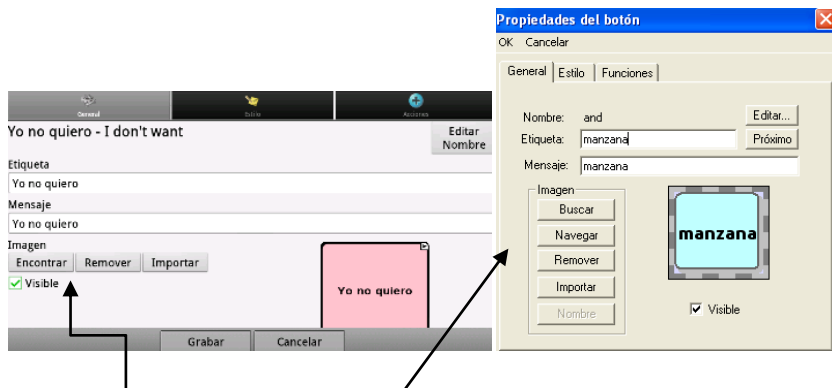 General Estilo Acciones
Yo no quiero - I don't want
Editar Nombre
Etiqueta
Yo no quiero
Mensaje
Yo no quiero
Imagen
Encontrar Remover Importar
Visible
Yo no quiero
Grabar Cancelar
Propiedades del botón
OK Cancelar
General Estilo Funciones
Nombre: and Editar...
Etiqueta: manzana Próximo
Mensaje: manzana
Imagen
Buscar
Navegar
Remover
Importar
Nombre
manzana
Visible